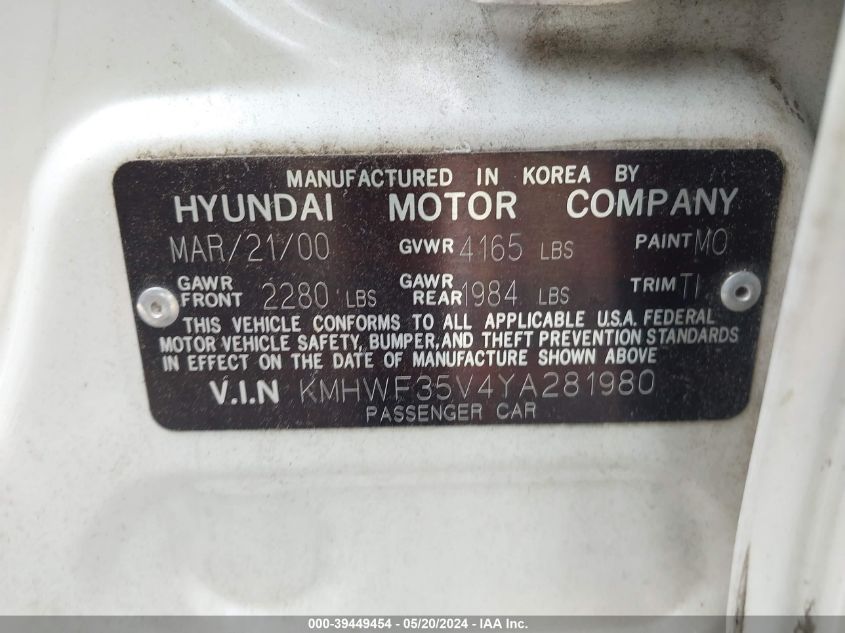 MANUFACTURED IN KOREA BY
HYUNDAI MOTOR COMPANY
MAR/21/00 GVWR 4165 LBS PAINT MO
GAWR FRONT 2280 LBS GAWR REAR 1984 LBS TRIM TI
THIS VEHICLE CONFORMS TO ALL APPLICABLE U.S.A. FEDERAL
MOTOR VEHICLE SAFETY, BUMPER, AND THEFT PREVENTION STANDARDS
IN EFFECT ON THE DATE OF MANUFACTURE SHOWN ABOVE
V.I.N KMHWF35V4YA281980
PASSENGER CAR
000-39449454 - 05/20/2024 - IAA Inc.